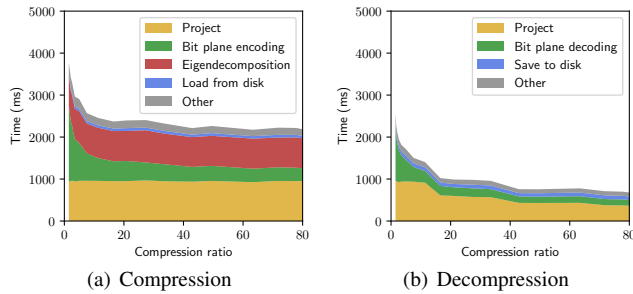 5000
4000
3000
2000
1000
0
Time (ms)
Project
Bit plane encoding
Eigendecomposition
Load from disk
Other
0 20 40 60 80
Compression ratio
(a) Compression
5000
4000
3000
2000
1000
0
Time (ms)
Project
Bit plane decoding
Save to disk
Other
0 20 40 60 80
Compression ratio
(b) Decompression